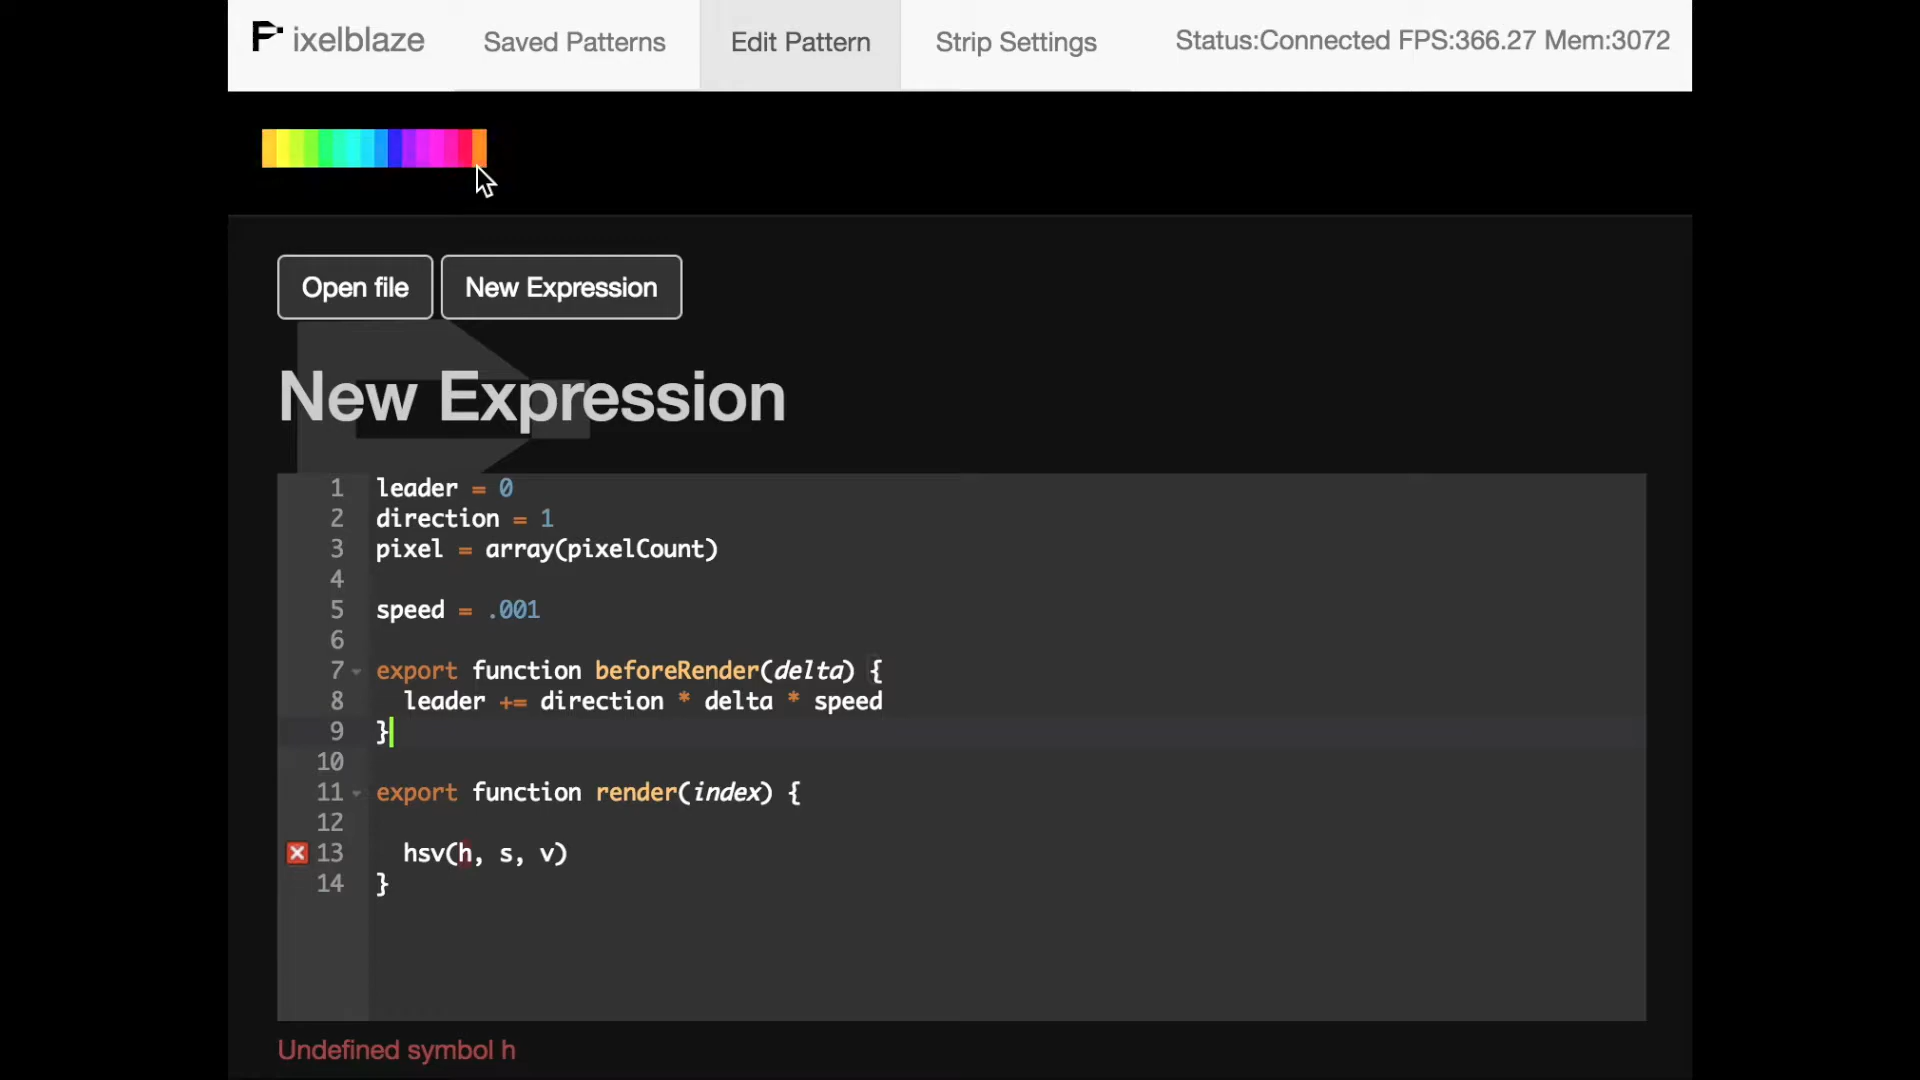 Pixelblaze Saved Patterns Edit Pattern Strip Settings Status:Connected FPS:366.27 Mem:3072
Open file New Expression
New Expression
1 leader = 0
2 direction = 1
3 pixel = array(pixelCount)
4
5 speed = .001
6
7 export function beforeRender(delta) {
8 leader += direction * delta * speed
9 }
10
11 export function render(index) {
12
13 hsv(h, s, v)
14 }
Undefined symbol h